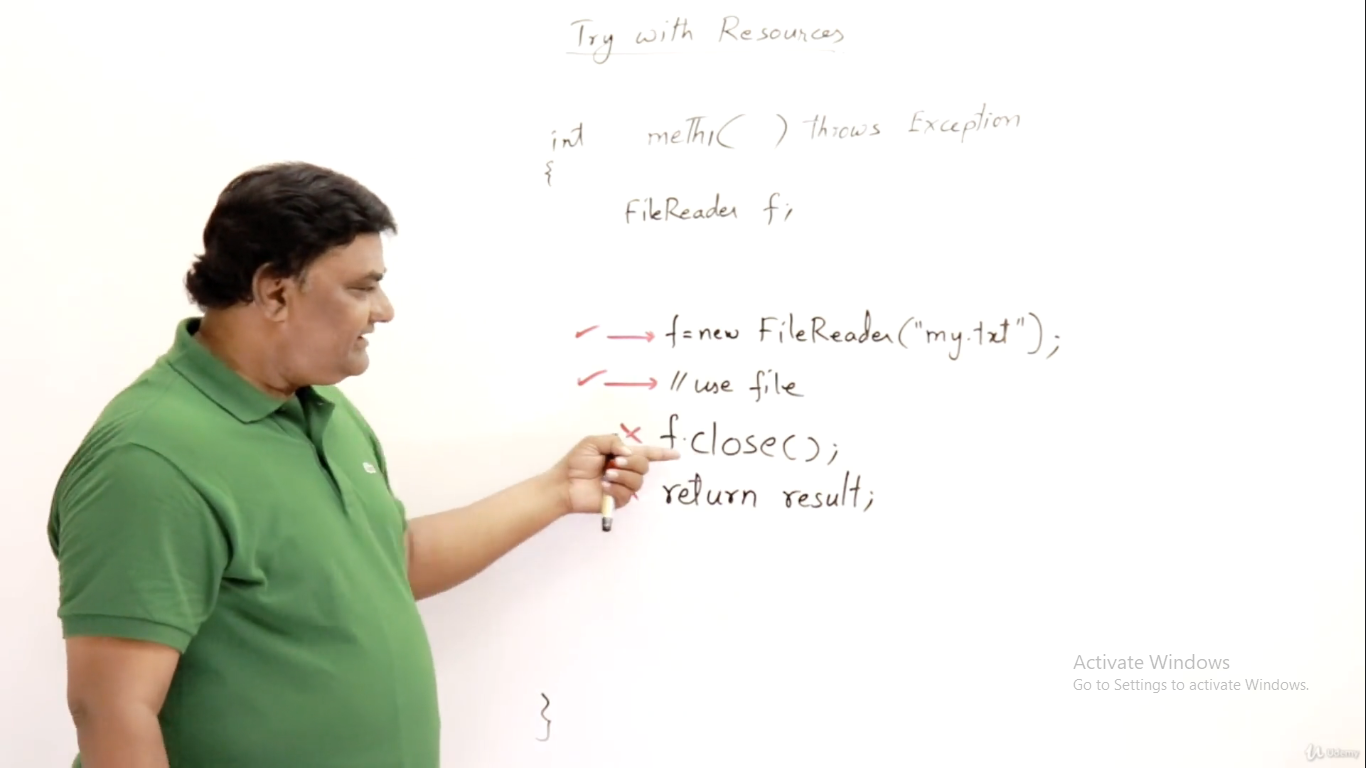 Try with Resources
int meth1( ) throws Exception
{
FileReader f;
f=new FileReader("my.txt");
// use file
f.close();
return result;
}
Activate Windows
Go to Settings to activate Windows.
Udemy